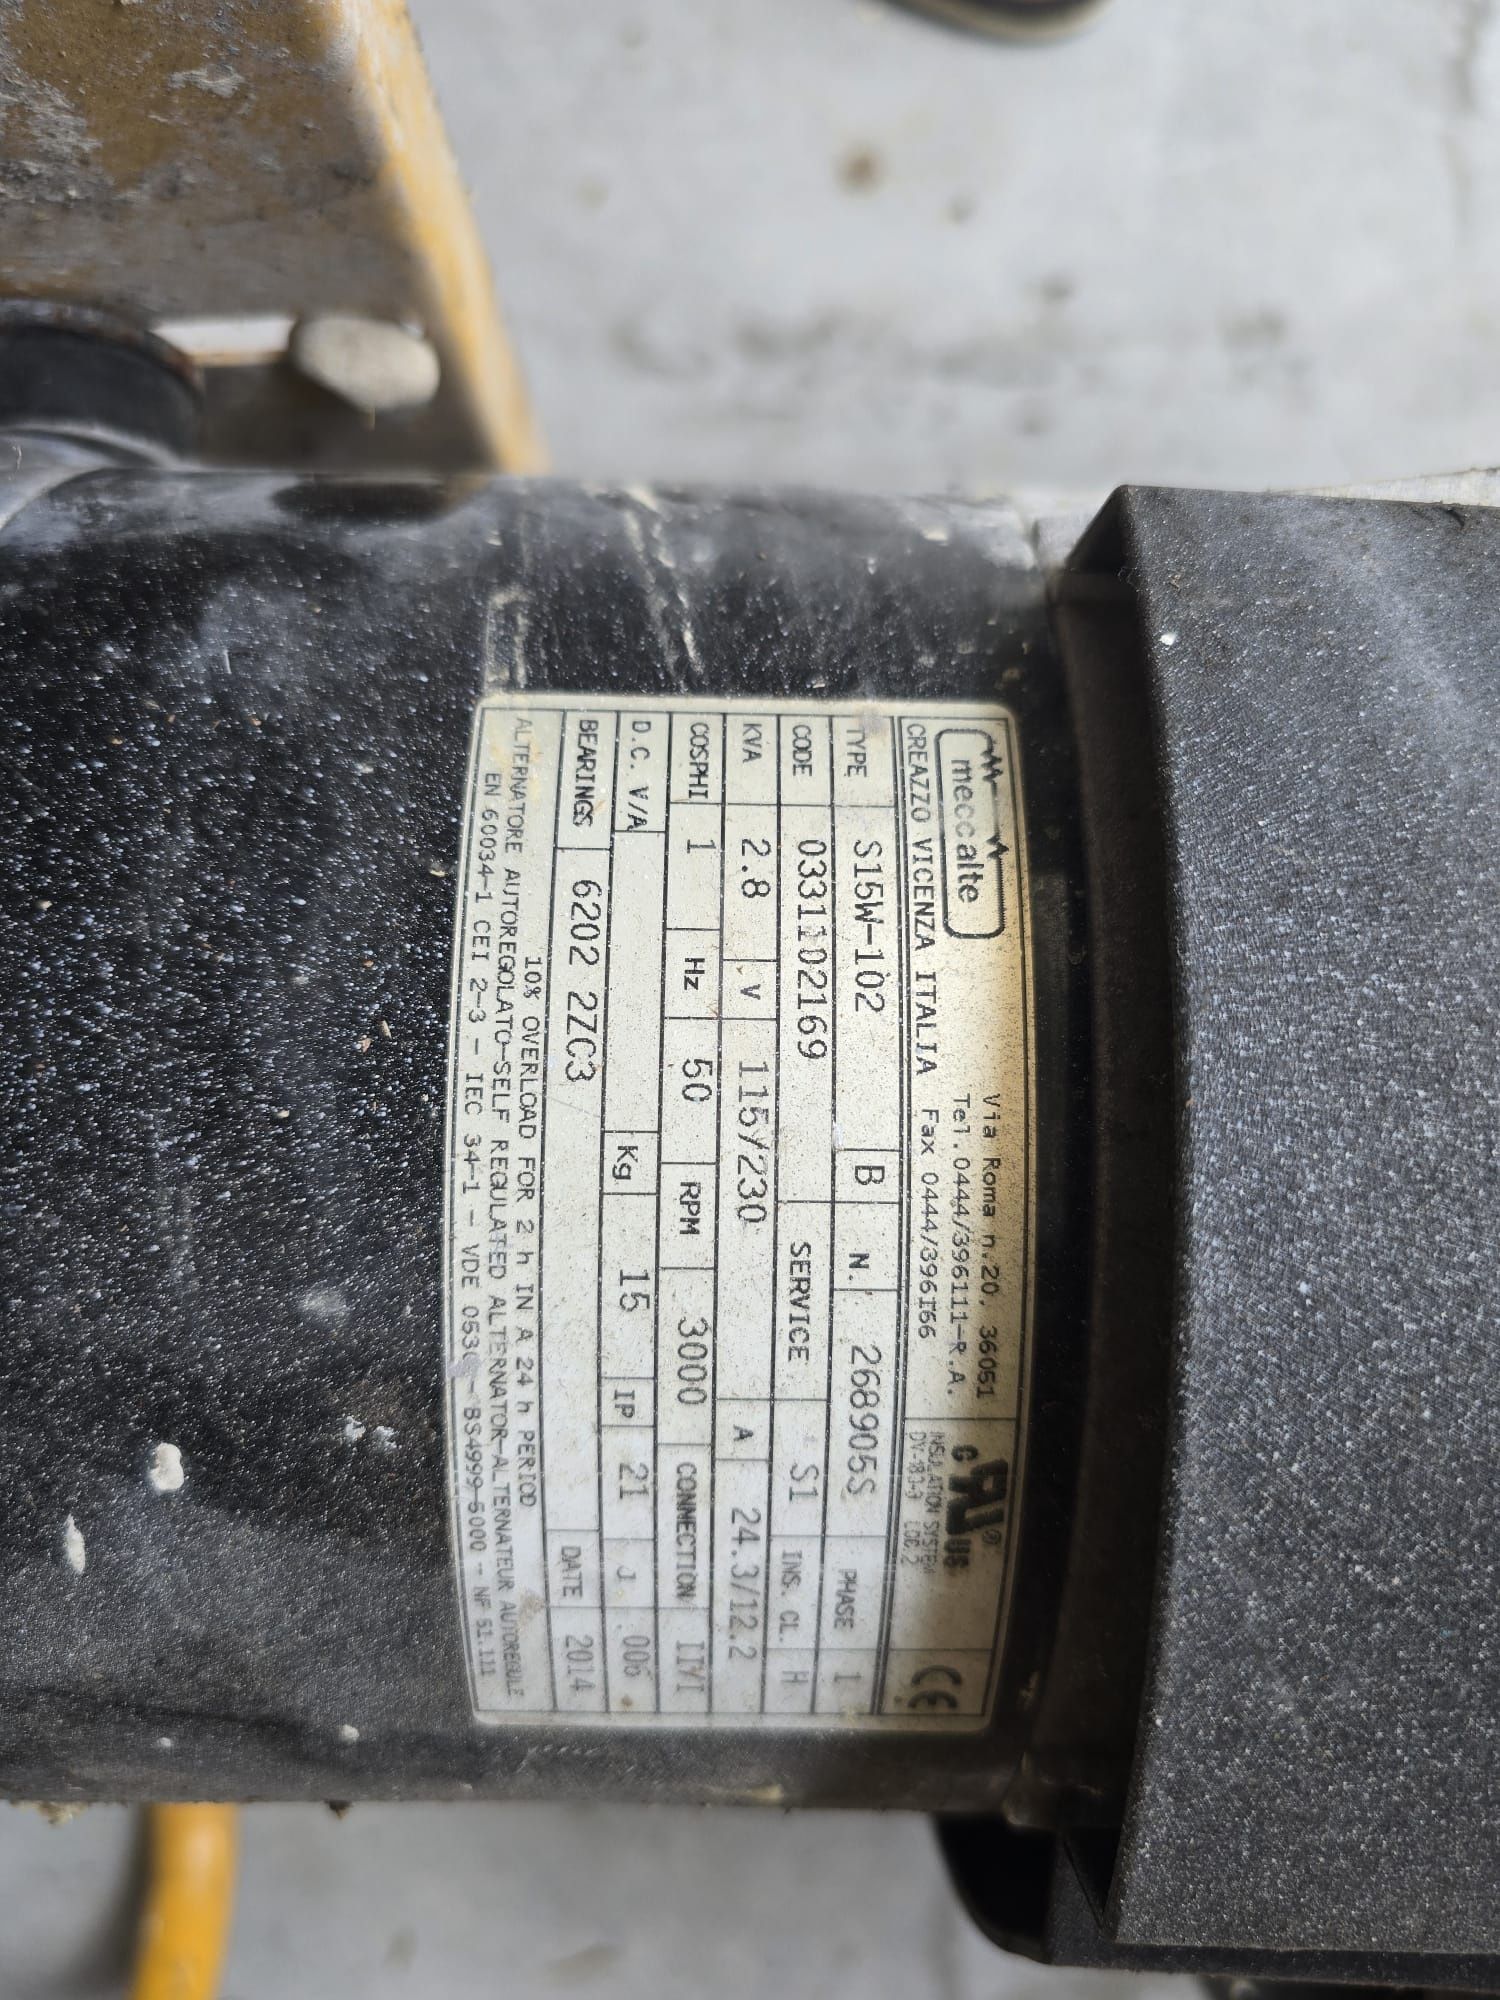 meccalte
Via Roma n.20, 36051
Tel.0444/396111-R.A.
CREAZZO VICENZA ITALIA Fax 0444/396166
C US ®
INSULATION SYSTEM
CE
TYPE S15W-102 B N. 268905S PHASE 1
CODE 0331102169 SERVICE S1 INS. CL. H
KVA 2.8 V 115/230 A 24.3/12.2
COSPHI 1 Hz 50 RPM 3000 CONNECTION
D.C. V/A Kg 15 IP 21 J. 006
BEARINGS 6202 2ZC3 DATE 2014
10% OVERLOAD FOR 2 h IN A 24 h PERIOD
ALTERNATORE AUTOREGOLATO-SELF REGULATED ALTERNATOR-ALTERNATEUR AUTOREGULE
EN 60034-1 CEI 2-3 - IEC 34-1 - VDE - BS4999-5000 - NF 51.111